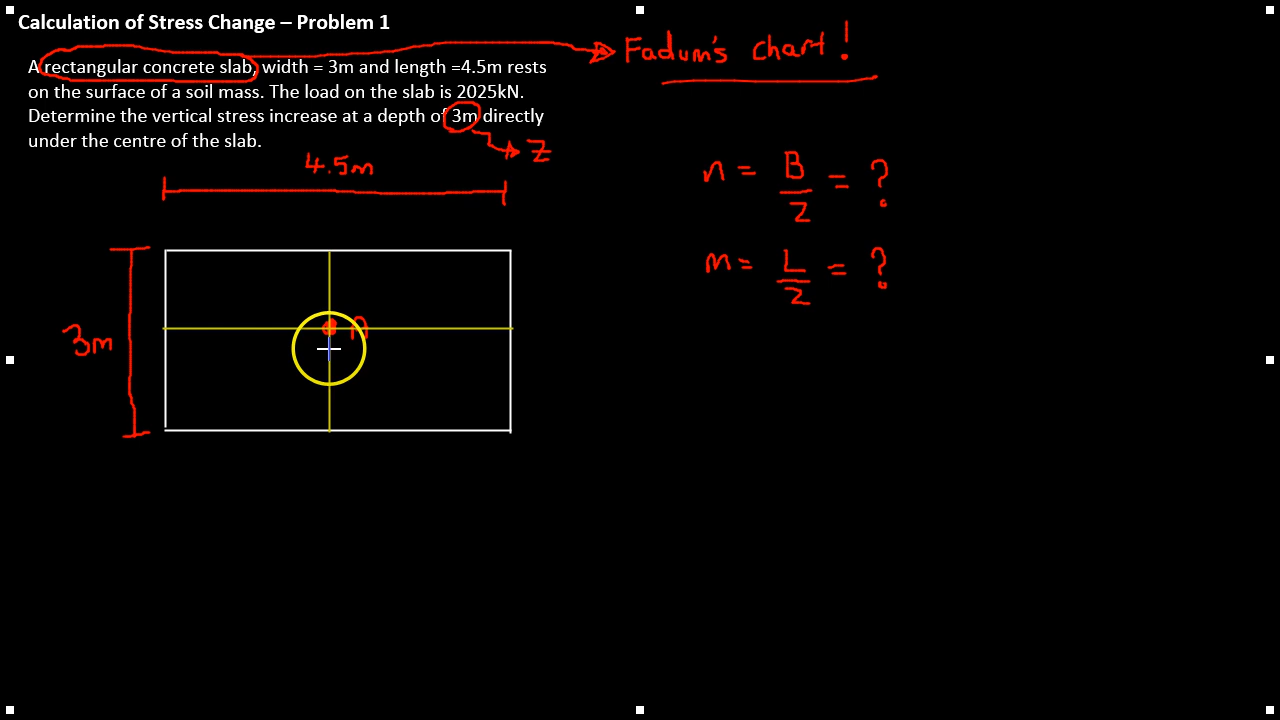 Calculation of Stress Change – Problem 1
A rectangular concrete slab, width = 3m and length =4.5m rests
on the surface of a soil mass. The load on the slab is 2025kN.
Determine the vertical stress increase at a depth of 3m directly
under the centre of the slab.
Fadum's chart!
z
4.5m
3m
A
n = B/z = ?
m = L/z = ?